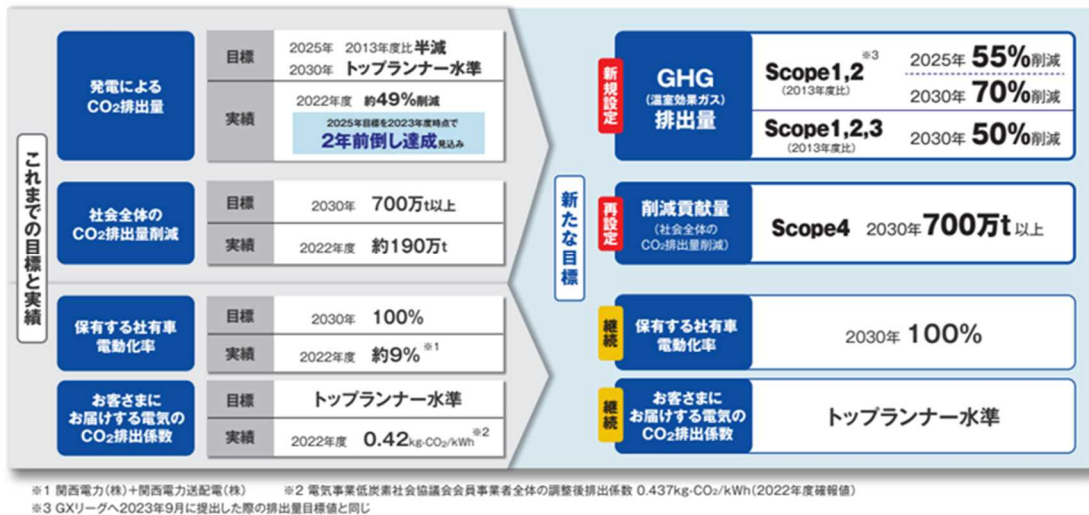 これまでの目標と実績
発電による
CO₂排出量
目標
2025年 2013年度比 半減
2030年 トップランナー水準
実績
2022年度 約49%削減
2025年目標を2023年度時点で
2年前倒し達成見込み
社会全体の
CO₂排出量削減
目標
2030年 700万t以上
実績
2022年度 約190万t
保有する社有車
電動化率
目標
2030年 100%
実績
2022年度 約9% ※1
お客さまに
お届けする電気の
CO₂排出係数
目標
トップランナー水準
実績
2022年度 0.42kg-CO₂/kWh※2
新たな目標
新規設定
GHG
(温室効果ガス)
排出量
Scope1,2※3
(2013年度比)
2025年 55%削減
2030年 70%削減
Scope1,2,3
(2013年度比)
2030年 50%削減
再設定
削減貢献量
(社会全体の
CO₂排出量削減)
Scope4 2030年 700万t 以上
継続
保有する社有車
電動化率
2030年 100%
継続
お客さまに
お届けする電気の
CO₂排出係数
トップランナー水準
※1 関西電力(株)+関西電力送配電(株) ※2 電気事業低炭素社会協議会会員事業者全体の調整後排出係数 0.437kg-CO₂/kWh(2022年度確報値)
※3 GXリーグへ2023年9月に提出した際の排出量目標値と同じ